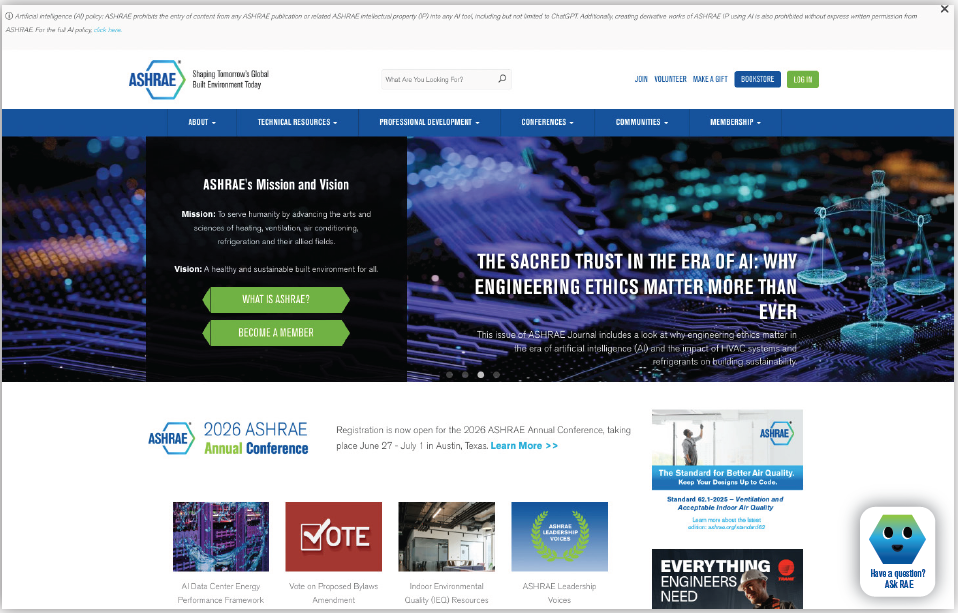 Artificial intelligence (AI) policy: ASHRAE prohibits the entry of content from any ASHRAE publication or related ASHRAE intellectual property (IP) into any AI tool, including but not limited to ChatGPT. Additionally, creating derivative works of ASHRAE IP using AI is also prohibited without express written permission from
ASHRAE. For the full AI policy, click here.
ASHRAE
Shaping Tomorrow's Global
Built Environment Today
What Are You Looking For?
JOIN VOLUNTEER MAKE A GIFT BOOKSTORE LOG IN
ABOUT TECHNICAL RESOURCES PROFESSIONAL DEVELOPMENT CONFERENCES COMMUNITIES MEMBERSHIP
ASHRAE's Mission and Vision
Mission: To serve humanity by advancing the arts and
sciences of heating, ventilation, air conditioning,
refrigeration and their allied fields.
Vision: A healthy and sustainable built environment for all.
WHAT IS ASHRAE?
BECOME A MEMBER
THE SACRED TRUST IN THE ERA OF AI: WHY
ENGINEERING ETHICS MATTER MORE THAN
EVER
This issue of ASHRAE Journal includes a look at why engineering ethics matter in
the era of artificial intelligence (AI) and the impact of HVAC systems and
refrigerants on building sustainability.
ASHRAE
2026 ASHRAE
Annual Conference
Registration is now open for the 2026 ASHRAE Annual Conference, taking
place June 27 - July 1 in Austin, Texas. Learn More >>
ASHRAE
The Standard for Better Air Quality.
Keep Your Designs Up to Code.
Standard 62.1-2025 – Ventilation and
Acceptable Indoor Air Quality
Learn more about the latest
edition: ashrae.org/standard62
VOTE
ASHRAE
LEADERSHIP
VOICES
AI Data Center Energy
Performance Framework
Vote on Proposed Bylaws
Amendment
Indoor Environmental
Quality (IEQ) Resources
ASHRAE Leadership
Voices
EVERYTHING
ENGINEERS
NEED
Have a question?
ASK RAE